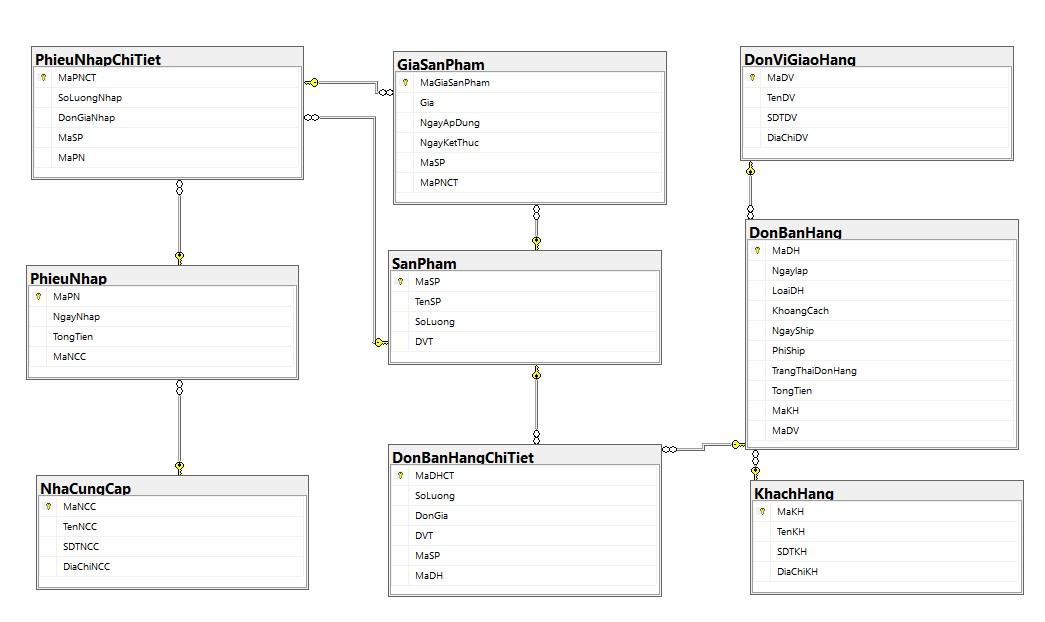 PhieuNhapChiTiet
MaPNCT
SoLuongNhap
DonGiaNhap
MaSP
MaPN
GiaSanPham
MaGiaSanPham
Gia
NgayApDung
NgayKetThuc
MaSP
MaPNCT
DonViGiaoHang
MaDV
TenDV
SDTDV
DiaChiDV
PhieuNhap
MaPN
NgayNhap
TongTien
MaNCC
SanPham
MaSP
TenSP
SoLuong
DVT
DonBanHang
MaDH
Ngaylap
LoaiDH
KhoangCach
NgayShip
PhiShip
TrangThaiDonHang
TongTien
MaKH
MaDV
NhaCungCap
MaNCC
TenNCC
SDTNCC
DiaChiNCC
DonBanHangChiTiet
MaDHCT
SoLuong
DonGia
DVT
MaSP
MaDH
KhachHang
MaKH
TenKH
SDTKH
DiaChiKH